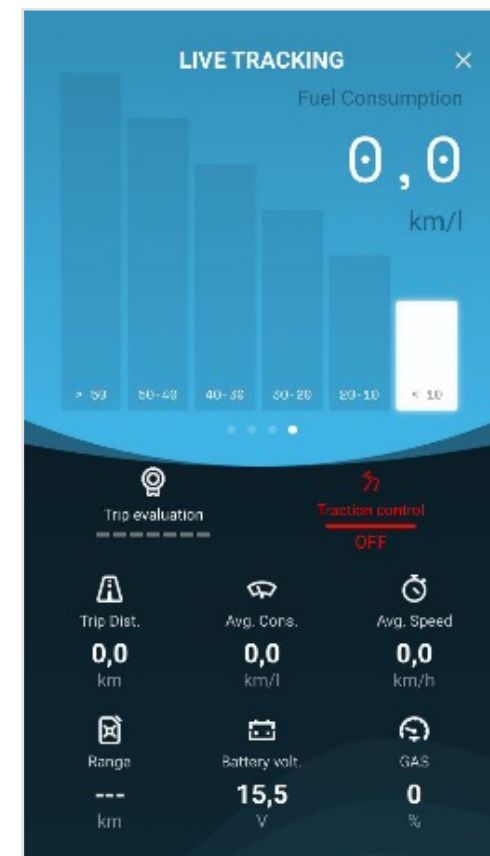 LIVE TRACKING
Fuel Consumption
0,0
km/l
> 50 50-40 40-30 30-20 20-10 < 10
Trip evaluation Traction control
OFF
Trip Dist. Avg. Cons. Avg. Speed
0,0 0,0 0,0
km km/l km/h
Range Battery volt. GAS
--- 15,5 0
km V %